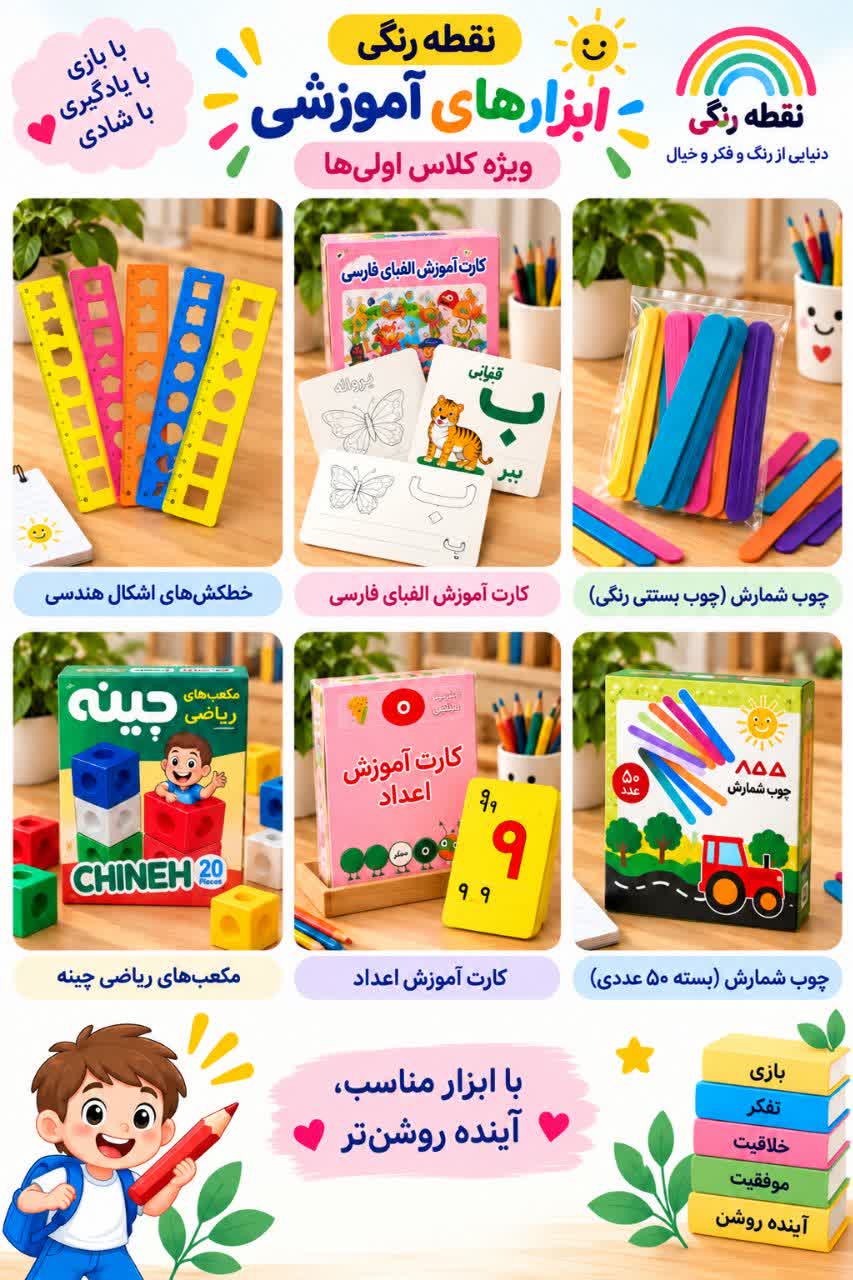 با بازی
با یادگیری
با شادی
نقطه رنگی
ابزارهای آموزشی
ویژه کلاس اولی‌ها
نقطه رنگی
دنیایی از رنگ و فکر و خیال
خطکش‌های اشکال هندسی
کارت آموزش الفبای فارسی
پروانه
ب
ببر
ب
ب
کارت آموزش الفبای فارسی
چوب شمارش (چوب بستنی رنگی)
مکعب‌های
ریاضی
چینه
CHINEH
20
Pieces
مکعب‌های ریاضی چینه
کارت آموزش
اعداد
۹
۹
۹
۹ ۹
کارت آموزش اعداد
۵۰
عدد
چوب شمارش
چوب شمارش (بسته ۵۰ عددی)
با ابزار مناسب،
آینده روشن‌تر
بازی
تفکر
خلاقیت
موفقیت
آینده روشن